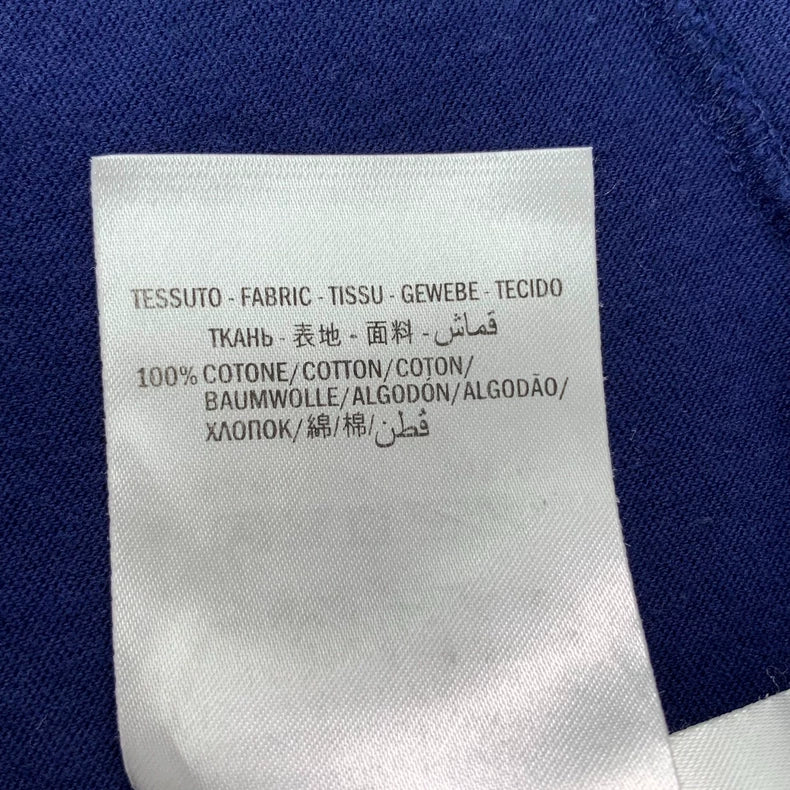 TESSUTO - FABRIC - TISSU - GEWEBE - TECIDO
ТКАНЬ - 表地 - 面料 - قماش
100% COTONE/COTTON/COTON/
BAUMWOLLE/ALGODÓN/ALGODÃO/
ХЛОПОК/綿/棉/قُطن